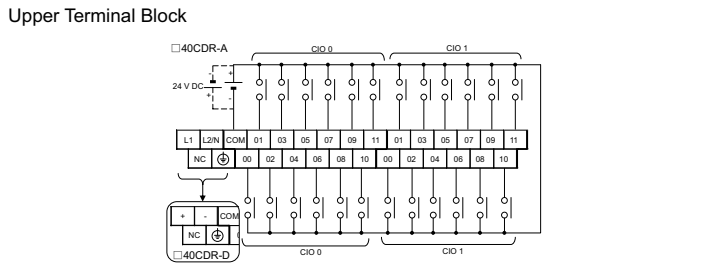 Upper Terminal Block
□40CDR-A
CIO 0
CIO 1
- +
24 V DC
+ -
L1 L2/N COM 01 03 05 07 09 11 01 03 05 07 09 11
NC 00 02 04 06 08 10 00 02 04 06 08 10
+ - COM
NC
□40CDR-D
CIO 0
CIO 1